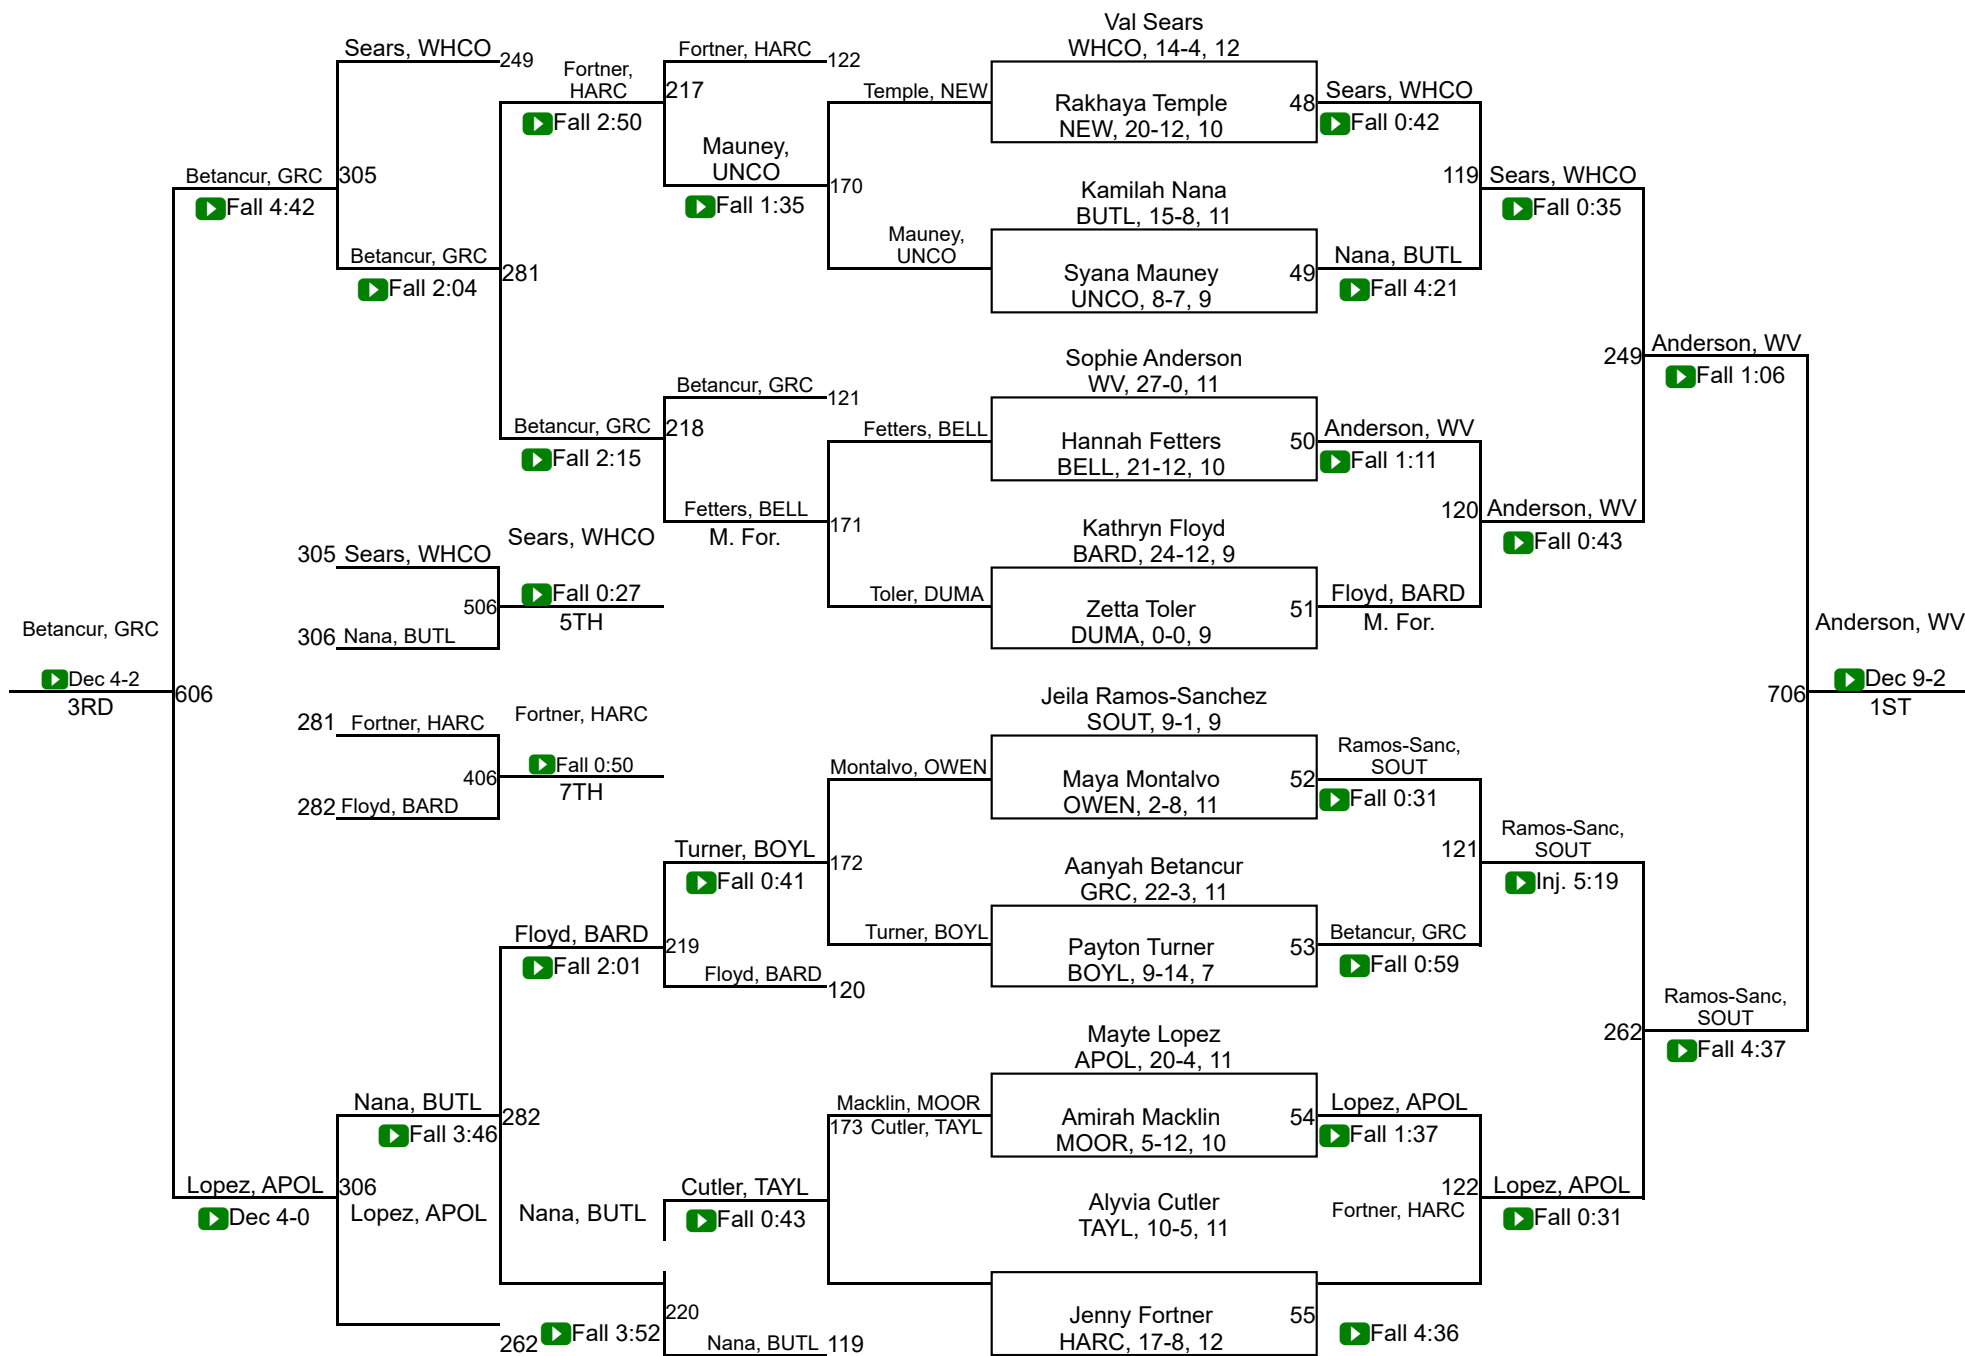 Val Sears
WHCO, 14-4, 12
Sears, WHCO
249
Fortner,
HARC
217
Fall 2:50
Fortner, HARC
122
Temple, NEW
Rakhaya Temple
NEW, 20-12, 10
48
Sears, WHCO
Fall 0:42
Mauney,
UNCO
170
Fall 1:35
Betancur, GRC
305
Fall 4:42
119
Sears, WHCO
Fall 0:35
Kamilah Nana
BUTL, 15-8, 11
Mauney,
UNCO
Syana Mauney
UNCO, 8-7, 9
49
Nana, BUTL
Fall 4:21
Betancur, GRC
281
Fall 2:04
Sophie Anderson
WV, 27-0, 11
249
Anderson, WV
Fall 1:06
Betancur, GRC
121
Betancur, GRC
218
Fall 2:15
Fetters, BELL
Hannah Fetters
BELL, 21-12, 10
50
Anderson, WV
Fall 1:11
Fetters, BELL
171
M. For.
120
Anderson, WV
Fall 0:43
Kathryn Floyd
BARD, 24-12, 9
305
Sears, WHCO
Sears, WHCO
506
Fall 0:27
5TH
306
Nana, BUTL
Toler, DUMA
Zetta Toler
DUMA, 0-0, 9
51
Floyd, BARD
M. For.
Betancur, GRC
Dec 4-2
3RD
606
Anderson, WV
706
Dec 9-2
1ST
Jeila Ramos-Sanchez
SOUT, 9-1, 9
281
Fortner, HARC
Fortner, HARC
406
Fall 0:50
7TH
282
Floyd, BARD
Montalvo, OWEN
Maya Montalvo
OWEN, 2-8, 11
52
Ramos-Sanc,
SOUT
Fall 0:31
Turner, BOYL
172
Fall 0:41
121
Ramos-Sanc,
SOUT
Inj. 5:19
Aanyah Betancur
GRC, 22-3, 11
Floyd, BARD
219
Fall 2:01
Floyd, BARD
120
Turner, BOYL
Payton Turner
BOYL, 9-14, 7
53
Betancur, GRC
Fall 0:59
262
Ramos-Sanc,
SOUT
Fall 4:37
Mayte Lopez
APOL, 20-4, 11
Nana, BUTL
282
Fall 3:46
Macklin, MOOR
173
Cutler, TAYL
Amirah Macklin
MOOR, 5-12, 10
54
Lopez, APOL
Fall 1:37
Lopez, APOL
306
Dec 4-0
Lopez, APOL
Nana, BUTL
Cutler, TAYL
Fall 0:43
Alyvia Cutler
TAYL, 10-5, 11
122
Fortner, HARC
Lopez, APOL
Fall 0:31
262
Fall 3:52
220
Nana, BUTL
119
Jenny Fortner
HARC, 17-8, 12
55
Fall 4:36